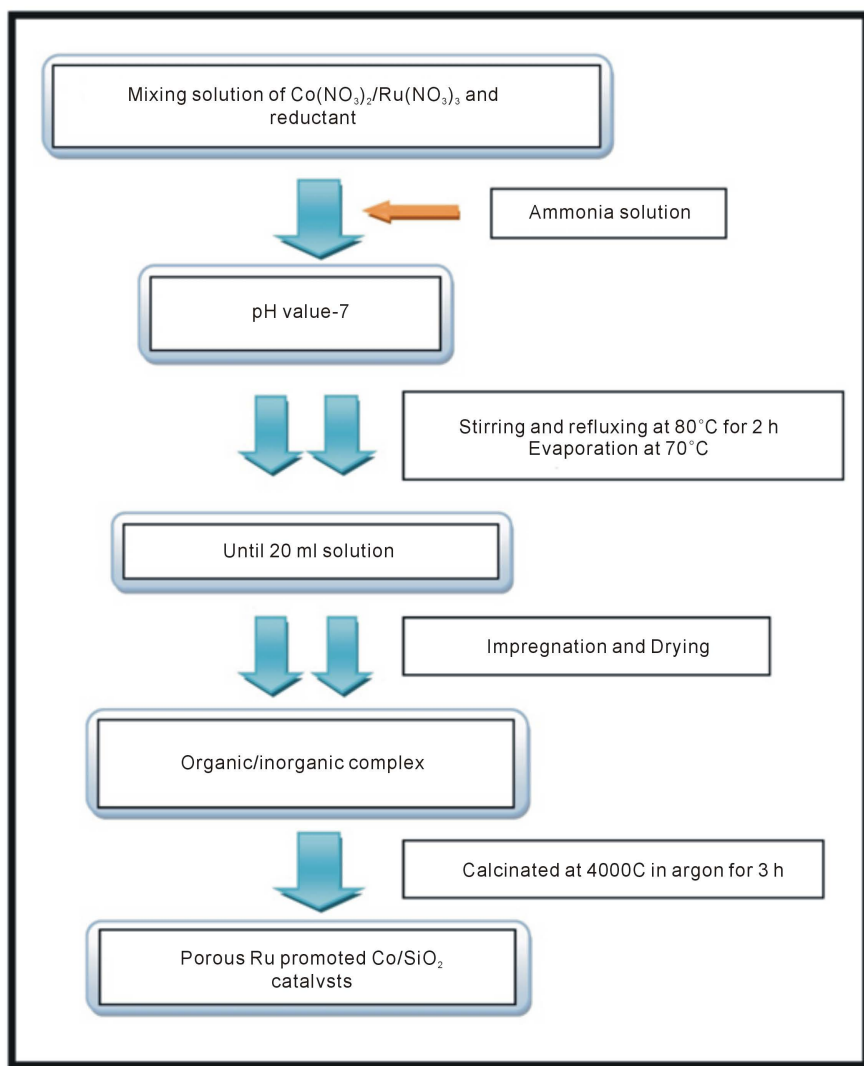 Mixing solution of Co(NO₃)₂/Ru(NO₃)₃ and
reductant
Ammonia solution
pH value-7
Stirring and refluxing at 80°C for 2 h
Evaporation at 70°C
Until 20 ml solution
Impregnation and Drying
Organic/inorganic complex
Calcinated at 4000C in argon for 3 h
Porous Ru promoted Co/SiO₂
catalvsts